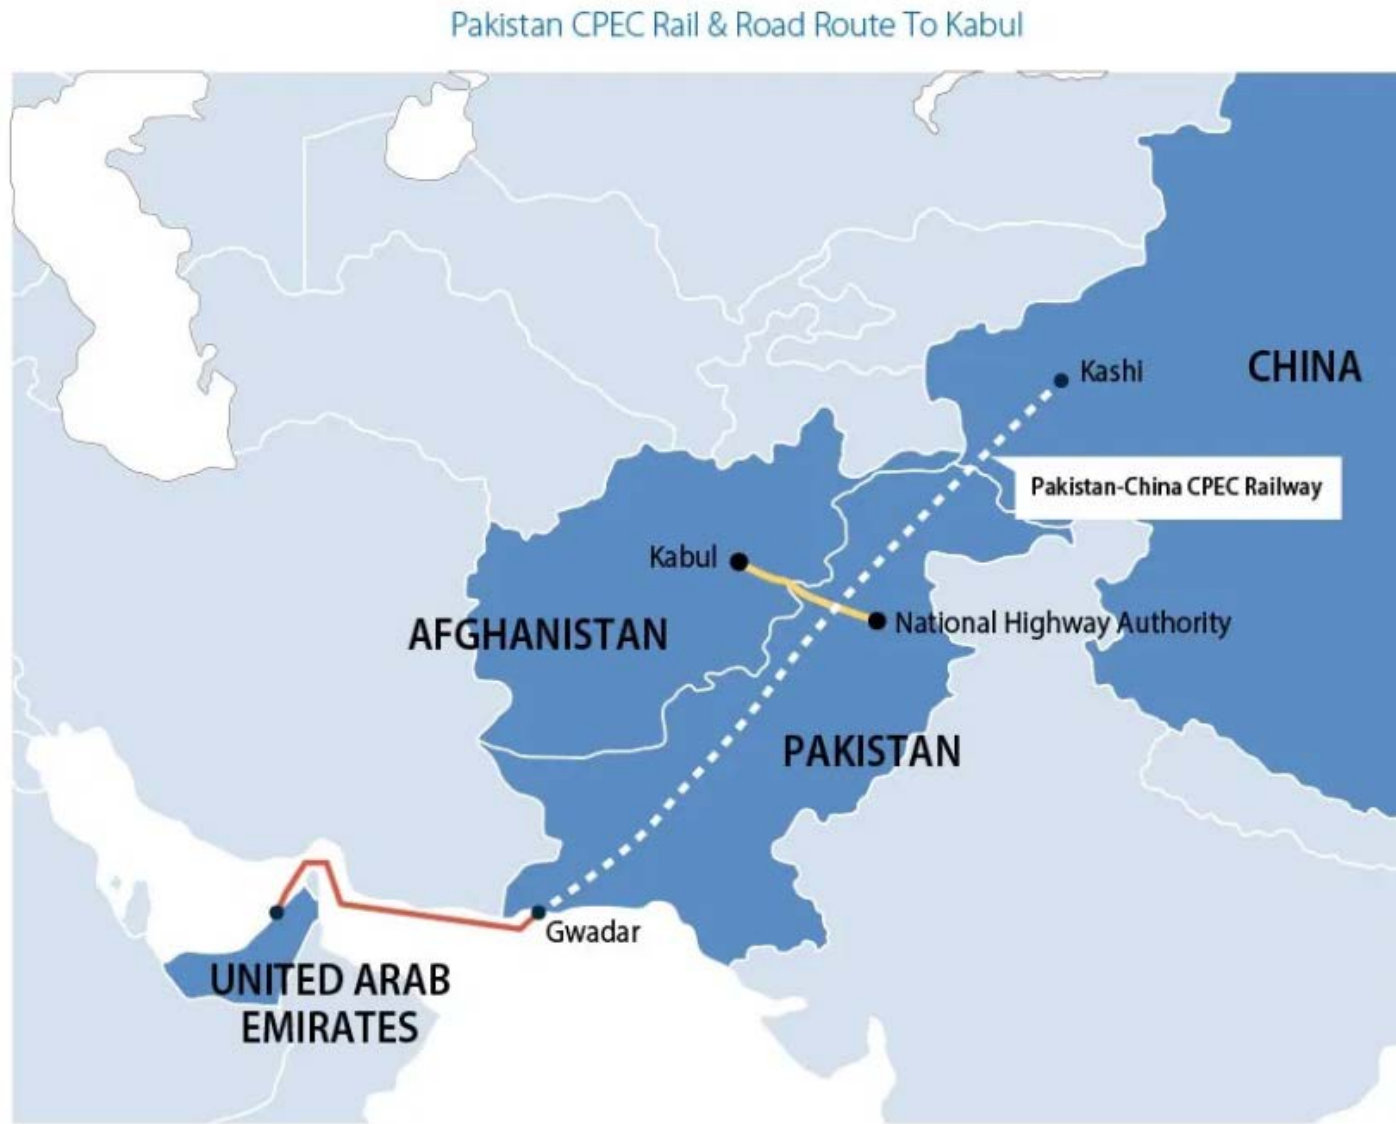 Pakistan CPEC Rail & Road Route To Kabul
Kashi
CHINA
Pakistan-China CPEC Railway
Kabul
National Highway Authority
AFGHANISTAN
PAKISTAN
Gwadar
UNITED ARAB
EMIRATES